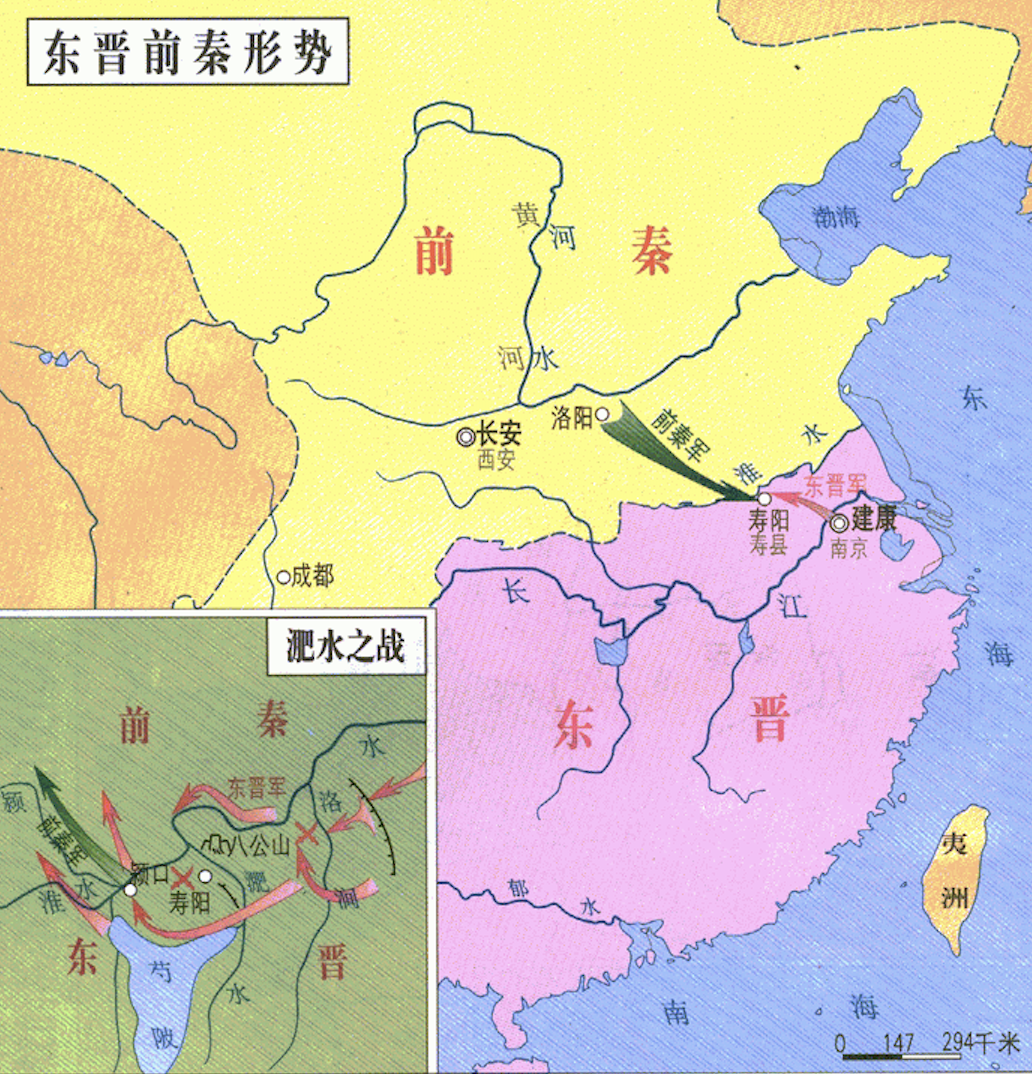 东晋前秦形势
渤海
黄
河
前 秦
河水
东
洛阳
前秦军
长安
西安
淮
水
东晋军
寿阳
寿县
建康
南京
成都
长
江
海
东 晋
夷
洲
郁
水
南 海
0 147 294千米
淝水之战
前 秦
水
颍
前秦军
东晋军
洛
八公山
颍口
寿阳
淝
涧
淮
水
东 晋
芍
陂
水